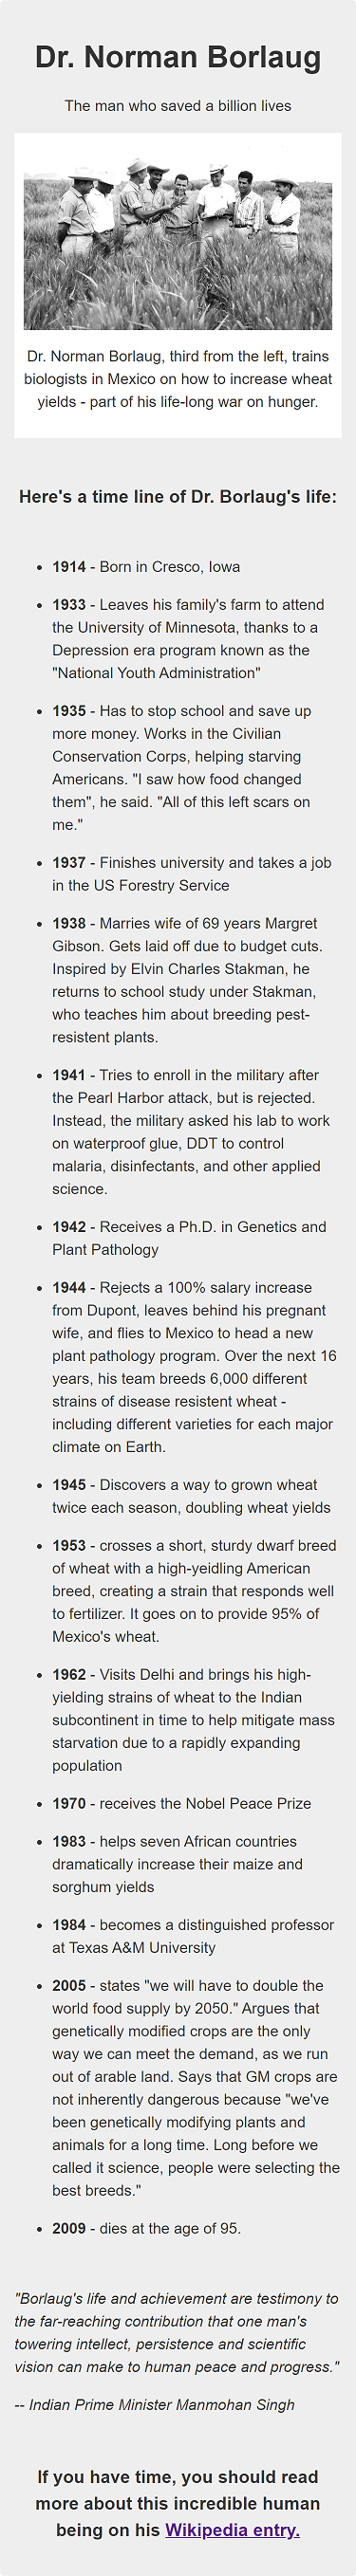 Dr. Norman Borlaug
The man who saved a billion lives
Dr. Norman Borlaug, third from the left, trains
biologists in Mexico on how to increase wheat
yields - part of his life-long war on hunger.
Here's a time line of Dr. Borlaug's life:
• 1914 - Born in Cresco, Iowa
• 1933 - Leaves his family's farm to attend
the University of Minnesota, thanks to a
Depression era program known as the
"National Youth Administration"
• 1935 - Has to stop school and save up
more money. Works in the Civilian
Conservation Corps, helping starving
Americans. "I saw how food changed
them", he said. "All of this left scars on
me."
• 1937 - Finishes university and takes a job
in the US Forestry Service
• 1938 - Marries wife of 69 years Margret
Gibson. Gets laid off due to budget cuts.
Inspired by Elvin Charles Stakman, he
returns to school study under Stakman,
who teaches him about breeding pest-
resistent plants.
• 1941 - Tries to enroll in the military after
the Pearl Harbor attack, but is rejected.
Instead, the military asked his lab to work
on waterproof glue, DDT to control
malaria, disinfectants, and other applied
science.
• 1942 - Receives a Ph.D. in Genetics and
Plant Pathology
• 1944 - Rejects a 100% salary increase
from Dupont, leaves behind his pregnant
wife, and flies to Mexico to head a new
plant pathology program. Over the next 16
years, his team breeds 6,000 different
strains of disease resistent wheat -
including different varieties for each major
climate on Earth.
• 1945 - Discovers a way to grown wheat
twice each season, doubling wheat yields
• 1953 - crosses a short, sturdy dwarf breed
of wheat with a high-yeidling American
breed, creating a strain that responds well
to fertilizer. It goes on to provide 95% of
Mexico's wheat.
• 1962 - Visits Delhi and brings his high-
yielding strains of wheat to the Indian
subcontinent in time to help mitigate mass
starvation due to a rapidly expanding
population
• 1970 - receives the Nobel Peace Prize
• 1983 - helps seven African countries
dramatically increase their maize and
sorghum yields
• 1984 - becomes a distinguished professor
at Texas A&M University
• 2005 - states "we will have to double the
world food supply by 2050." Argues that
genetically modified crops are the only
way we can meet the demand, as we run
out of arable land. Says that GM crops are
not inherently dangerous because "we've
been genetically modifying plants and
animals for a long time. Long before we
called it science, people were selecting the
best breeds."
• 2009 - dies at the age of 95.
"Borlaug's life and achievement are testimony to
the far-reaching contribution that one man's
towering intellect, persistence and scientific
vision can make to human peace and progress."
-- Indian Prime Minister Manmohan Singh
If you have time, you should read
more about this incredible human
being on his Wikipedia entry.